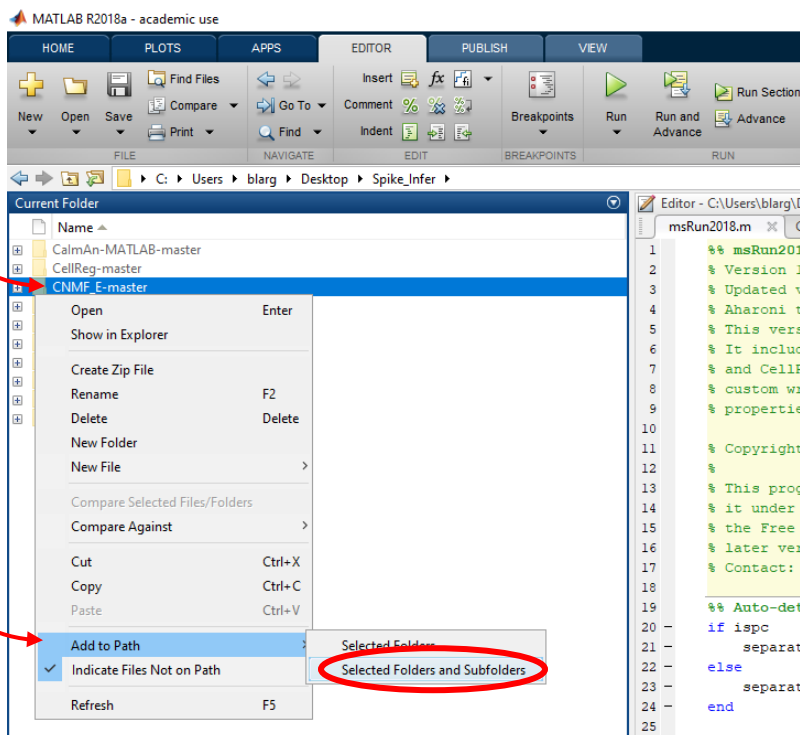 MATLAB R2018a - academic use
HOME PLOTS APPS EDITOR PUBLISH VIEW
New Open Save Find Files Compare Print
Go To Find
Insert fx Comment Indent
Breakpoints
Run Run and Advance Run Section Advance
FILE NAVIGATE EDIT BREAKPOINTS RUN
C: Users blarg Desktop Spike_Infer
Current Folder
Name
CaImAn-MATLAB-master
CellReg-master
CNMF_E-master
Open Enter
Show in Explorer
Create Zip File
Rename F2
Delete Delete
New Folder
New File
Compare Selected Files/Folders
Compare Against
Cut Ctrl+X
Copy Ctrl+C
Paste Ctrl+V
Add to Path
Indicate Files Not on Path
Refresh F5
Selected Folders
Selected Folders and Subfolders
Editor - C:\Users\blarg\
msRun2018.m
1 %% msRun201
2 % Version 1
3 % Updated v
4 % Aharoni t
5 % This vers
6 % It includ
7 % and CellR
8 % custom wr
9 % propertie
10
11 % Copyright
12 %
13 % This prog
14 % it under
15 % the Free
16 % later ver
17 % Contact:
18
19 %% Auto-det
20 - if ispc
21 - separat
22 - else
23 - separat
24 - end
25